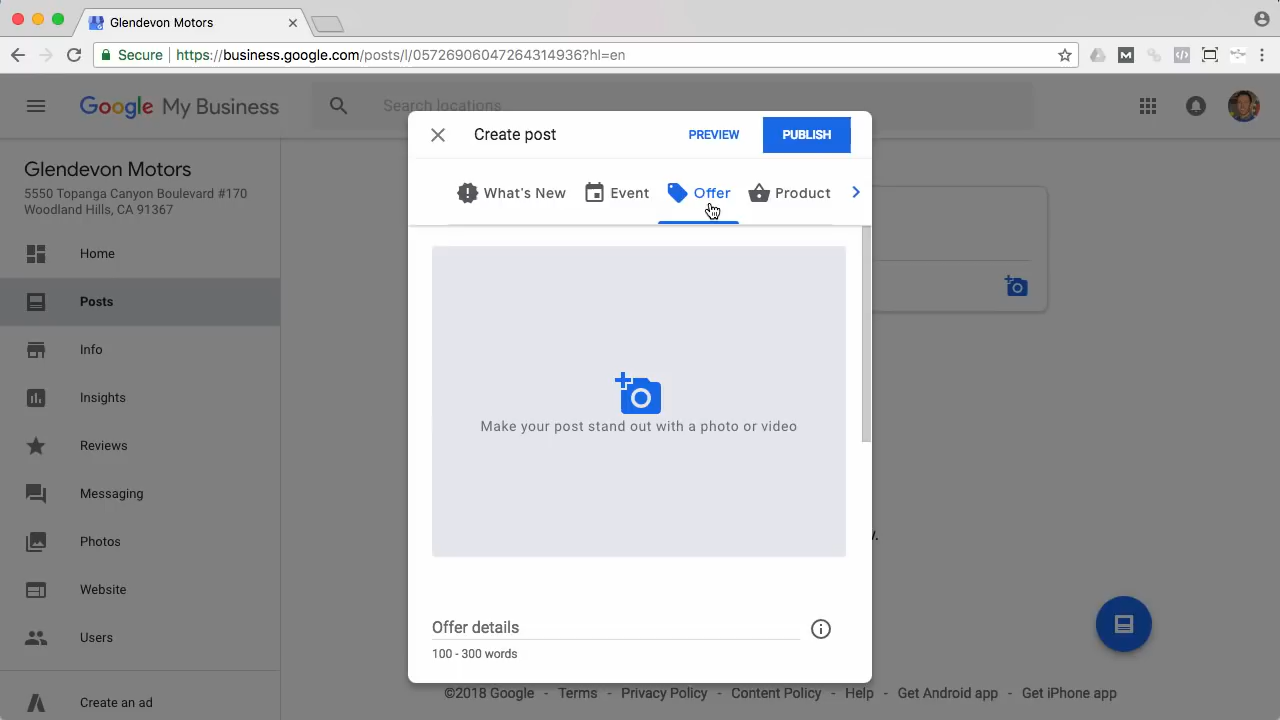 Glendevon Motors
Secure https://business.google.com/posts/l/05726906047264314936?hl=en
Google My Business
Search locations
Create post
PREVIEW
PUBLISH
What's New
Event
Offer
Product
Glendevon Motors
5550 Topanga Canyon Boulevard #170
Woodland Hills, CA 91367
Home
Posts
Info
Insights
Reviews
Messaging
Photos
Website
Users
Create an ad
Make your post stand out with a photo or video
Offer details
100 - 300 words
©2018 Google - Terms - Privacy Policy - Content Policy - Help - Get Android app - Get iPhone app